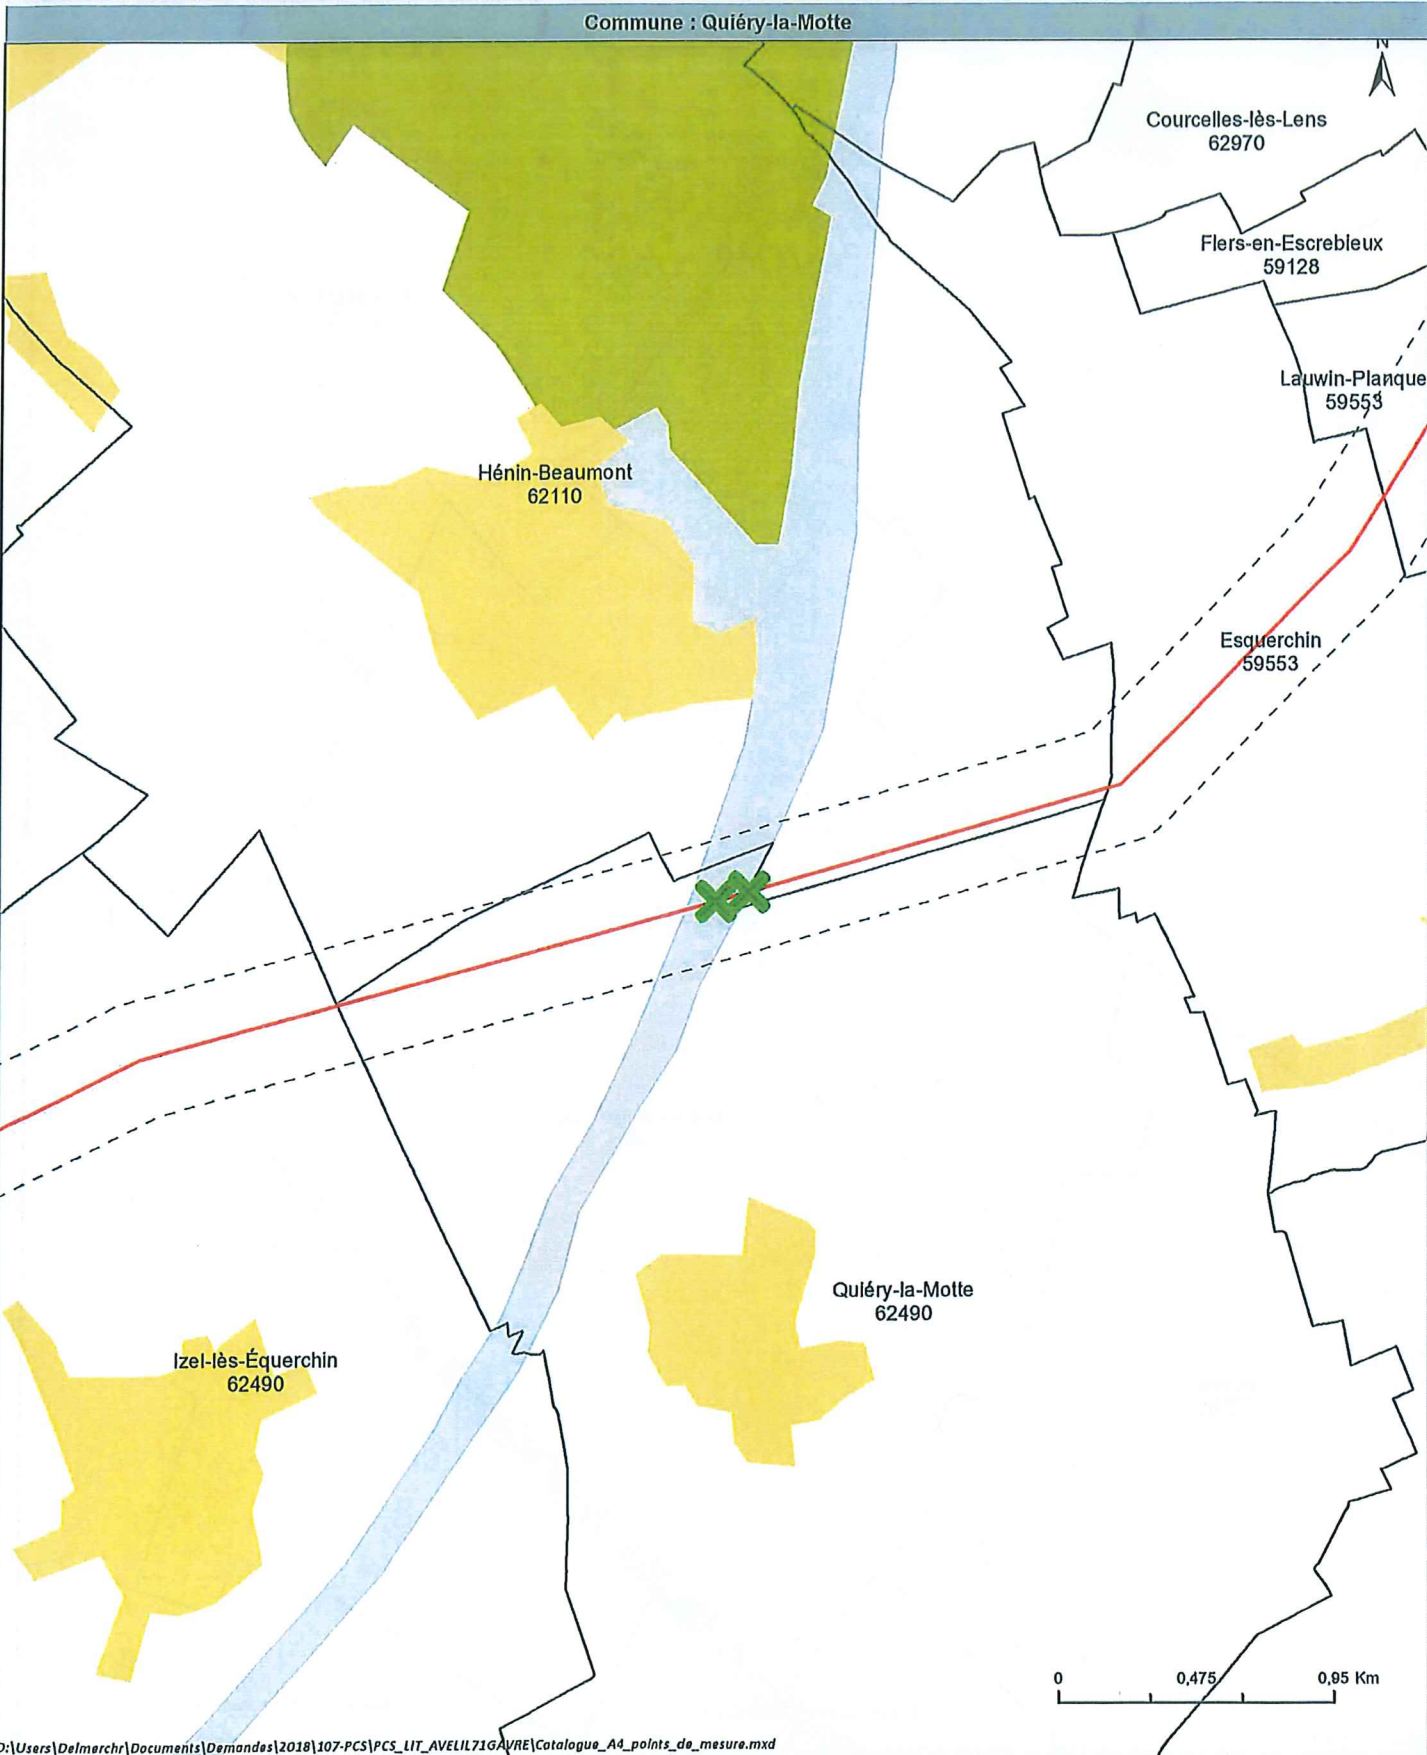 Commune : Quiéry-la-Motte
N
Courcelles-lès-Lens
62970
Flers-en-Escrebieux
59128
Lauwin-Planque
59553
Hénin-Beaumont
62110
Esquerchin
59553
Quiéry-la-Motte
62490
Izel-lès-Équerchin
62490
0 0,475 0,95 Km
D:\Users\Delmerchr\Documents\Demandes\2018\107-PCS\PCS_LIT_AVELIL71GAVRE\Catalogue_A4_points_de_mesure.mxd